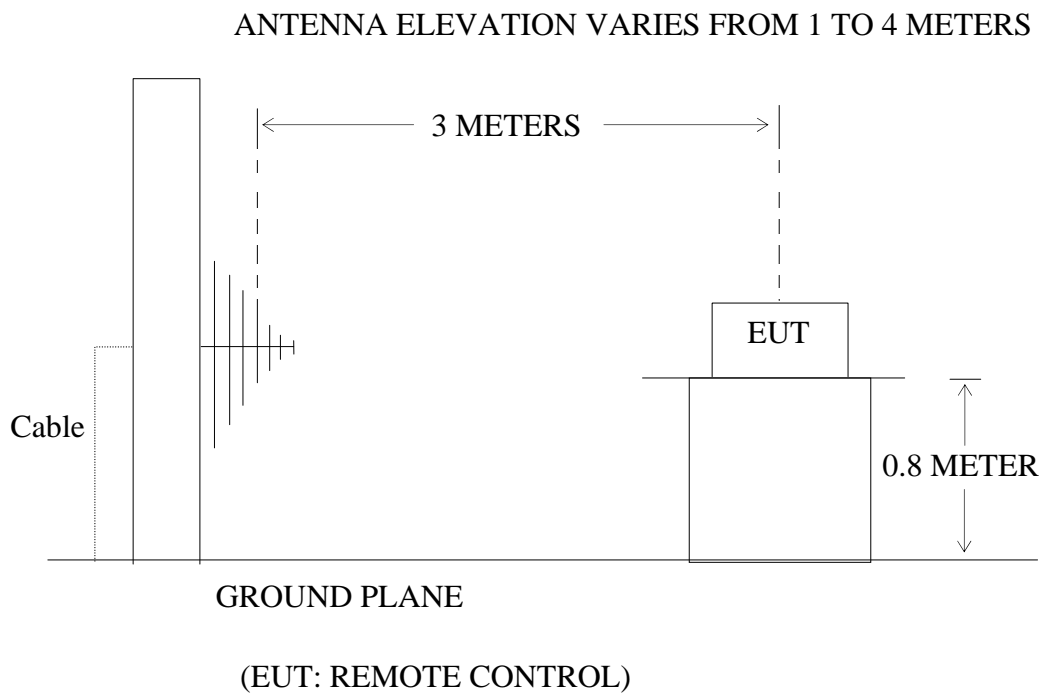 ANTENNA ELEVATION VARIES FROM 1 TO 4 METERS
3 METERS
EUT
Cable
0.8 METER
GROUND PLANE
(EUT: REMOTE CONTROL)